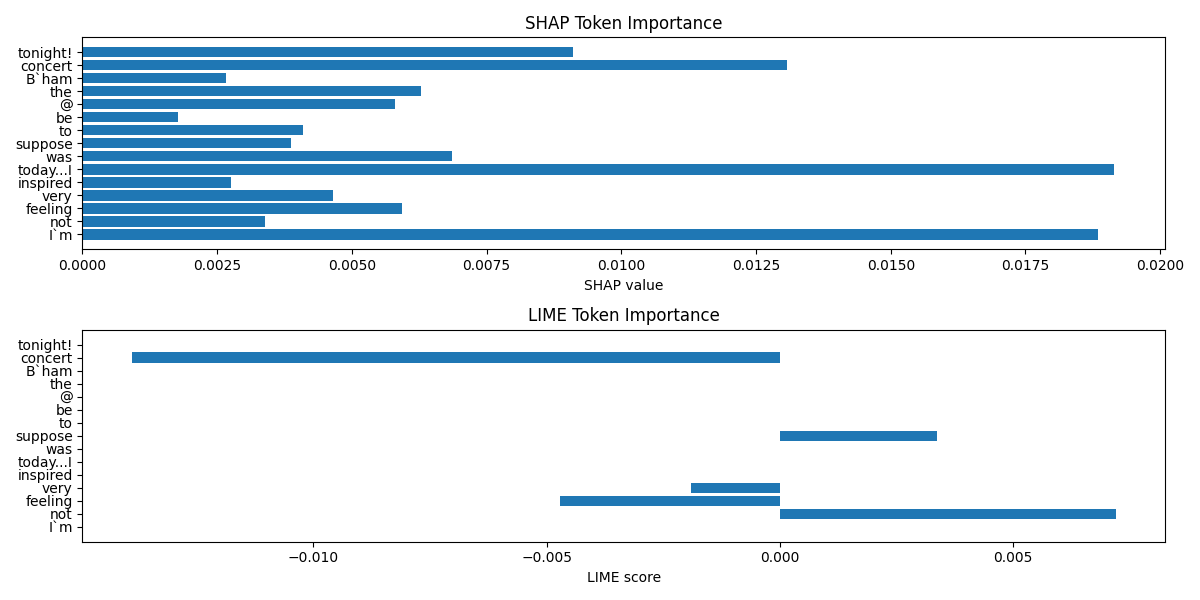 SHAP Token Importance
tonight!
concert
B`ham
the
@
be
to
suppose
was
today...I
inspired
very
feeling
not
I`m
0.0000 0.0025 0.0050 0.0075 0.0100 0.0125 0.0150 0.0175 0.0200
SHAP value
LIME Token Importance
tonight!
concert
B`ham
the
@
be
to
suppose
was
today...I
inspired
very
feeling
not
I`m
−0.010 −0.005 0.000 0.005
LIME score